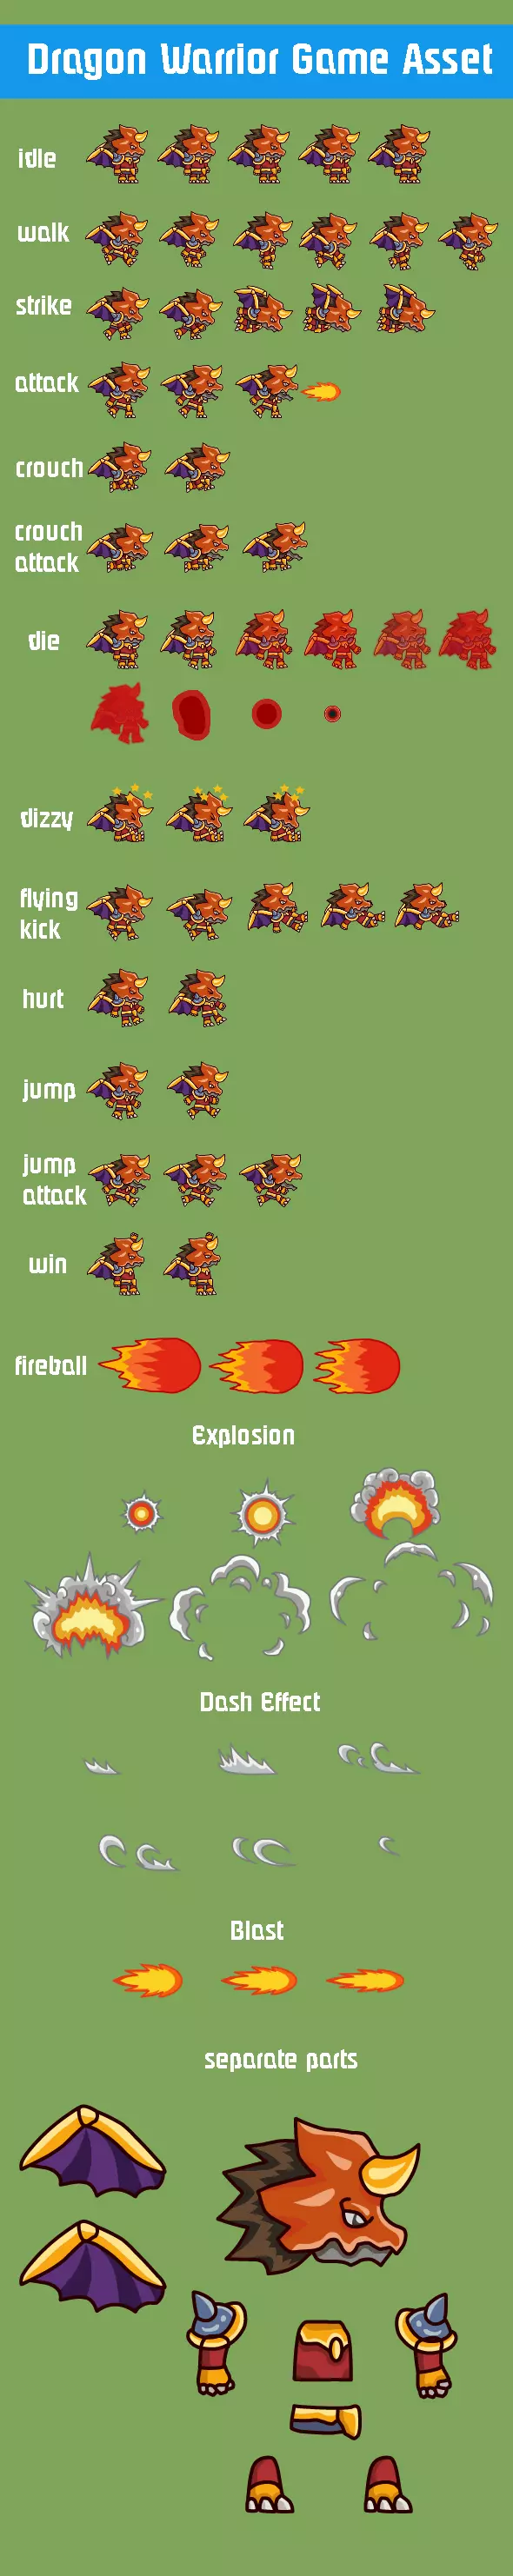 Dragon Warrior Game Asset
idle
walk
strike
attack
crouch
crouch
attack
die
dizzy
flying
kick
hurt
jump
jump
attack
win
fireball
Explosion
Dash Effect
Blast
separate parts